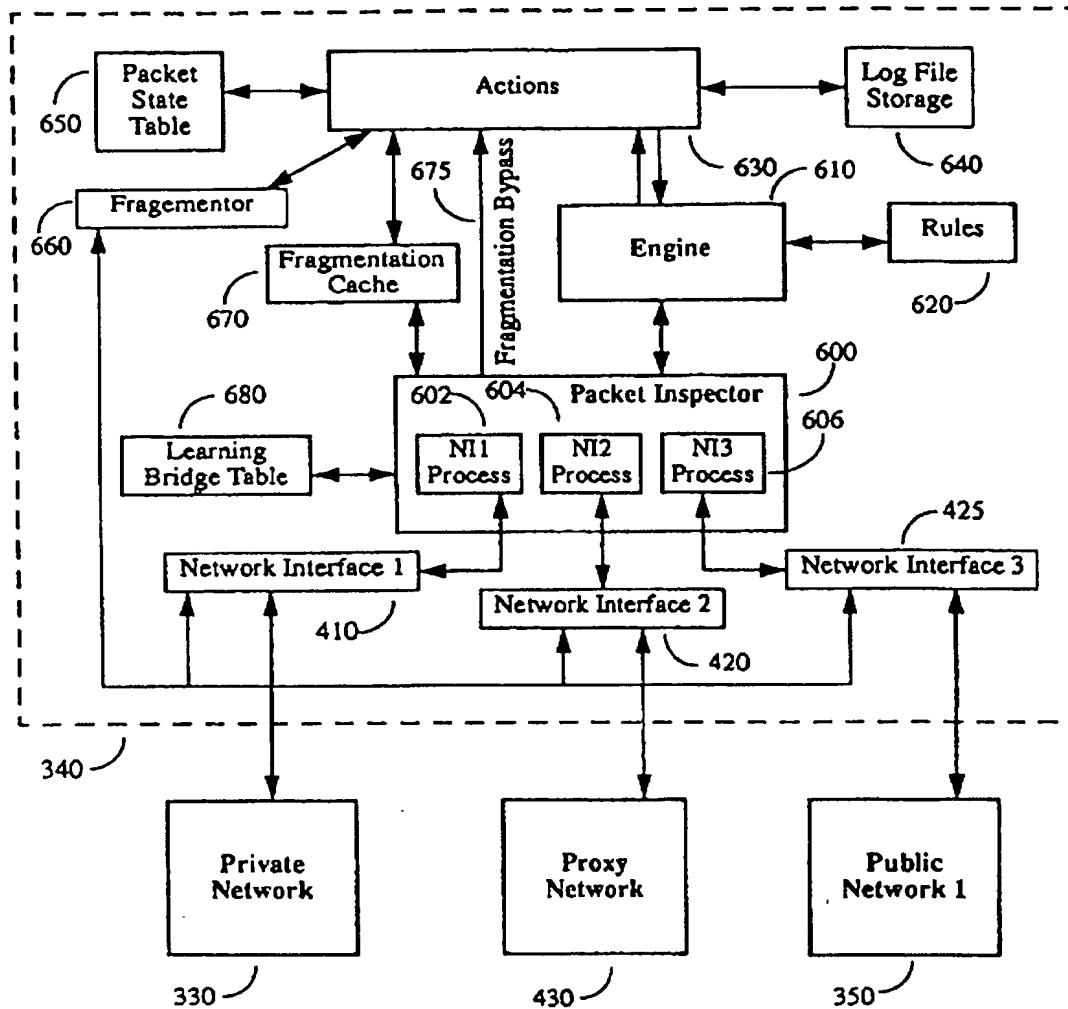 Packet
State
Table
650
Actions
630
Log File
Storage
640
675
Fragmentation Bypass
610
Fragementor
660
Fragmentation
Cache
670
Engine
Rules
620
600
Packet Inspector
602
604
606
NI1
Process
NI2
Process
NI3
Process
680
Learning
Bridge Table
425
Network Interface 1
410
Network Interface 2
420
Network Interface 3
340
Private
Network
330
Proxy
Network
430
Public
Network 1
350